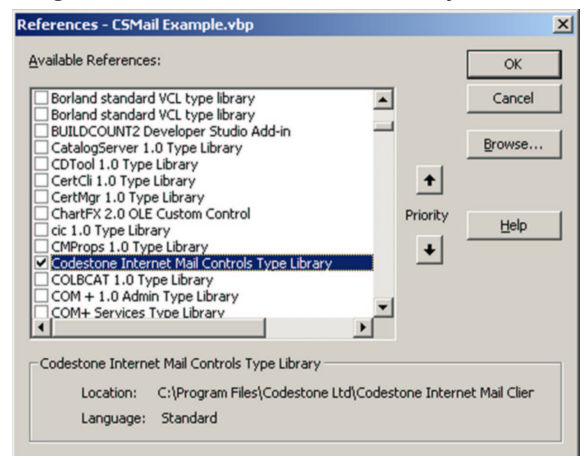 References - CSMail Example.vbp
Available References:
OK
Borland standard VCL type library
Borland standard VCL type library
Cancel
BUILDCOUNT2 Developer Studio Add-in
CatalogServer 1.0 Type Library
Browse...
CDTool 1.0 Type Library
CertCli 1.0 Type Library
CertMgr 1.0 Type Library
ChartFX 2.0 OLE Custom Control
Priority
cic 1.0 Type Library
Help
CMProps 1.0 Type Library
Codestone Internet Mail Controls Type Library
COLBCAT 1.0 Type Library
COM + 1.0 Admin Type Library
COM+ Services Type Library
Codestone Internet Mail Controls Type Library
Location: C:\Program Files\Codestone Ltd\Codestone Internet Mail Clier
Language: Standard